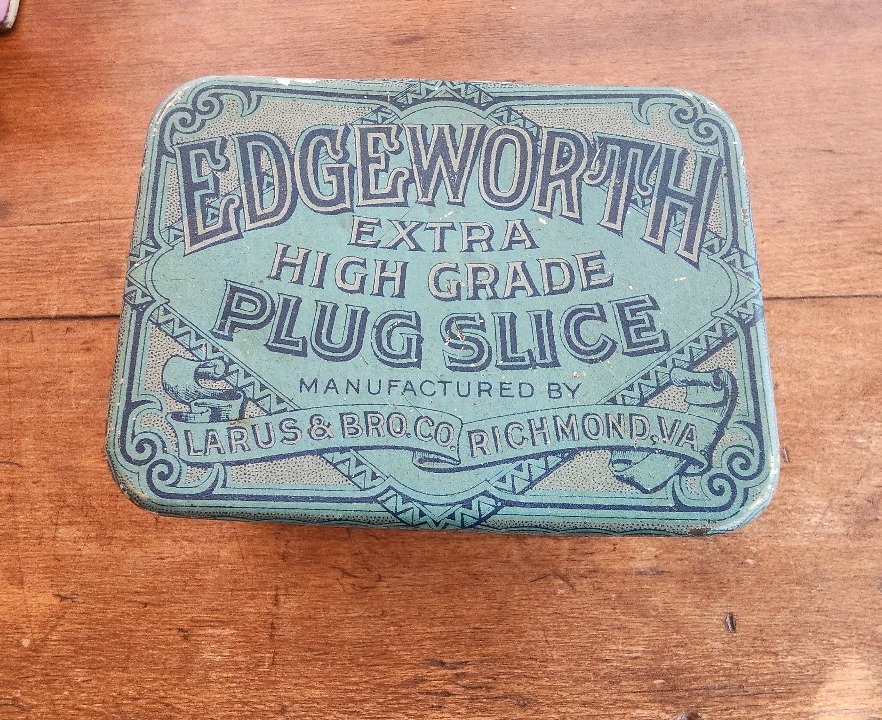 EDGEWORTH
EXTRA
HIGH GRADE
PLUG SLICE
MANUFACTURED BY
LARUS & BRO. CO. RICHMOND, VA